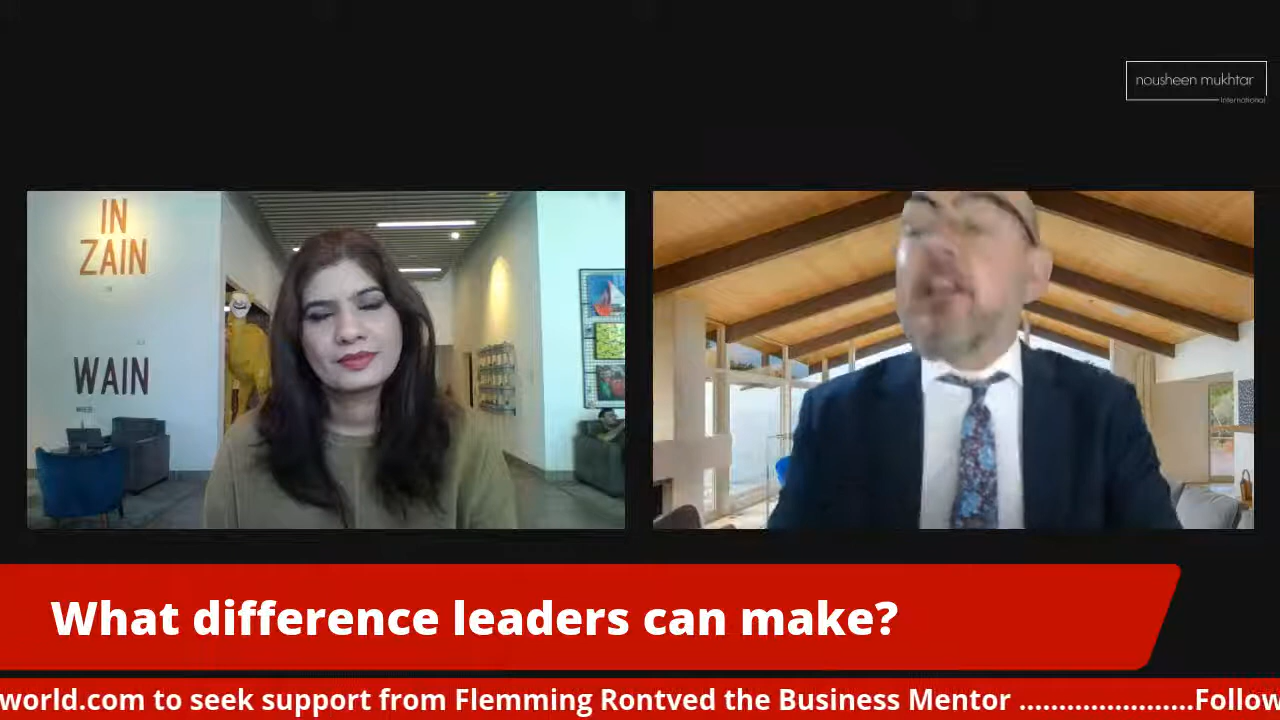 nousheen mukhtar
International
IN
ZAIN
WAIN
What difference leaders can make?
world.com to seek support from Flemming Rontved the Business Mentor ......................Follow